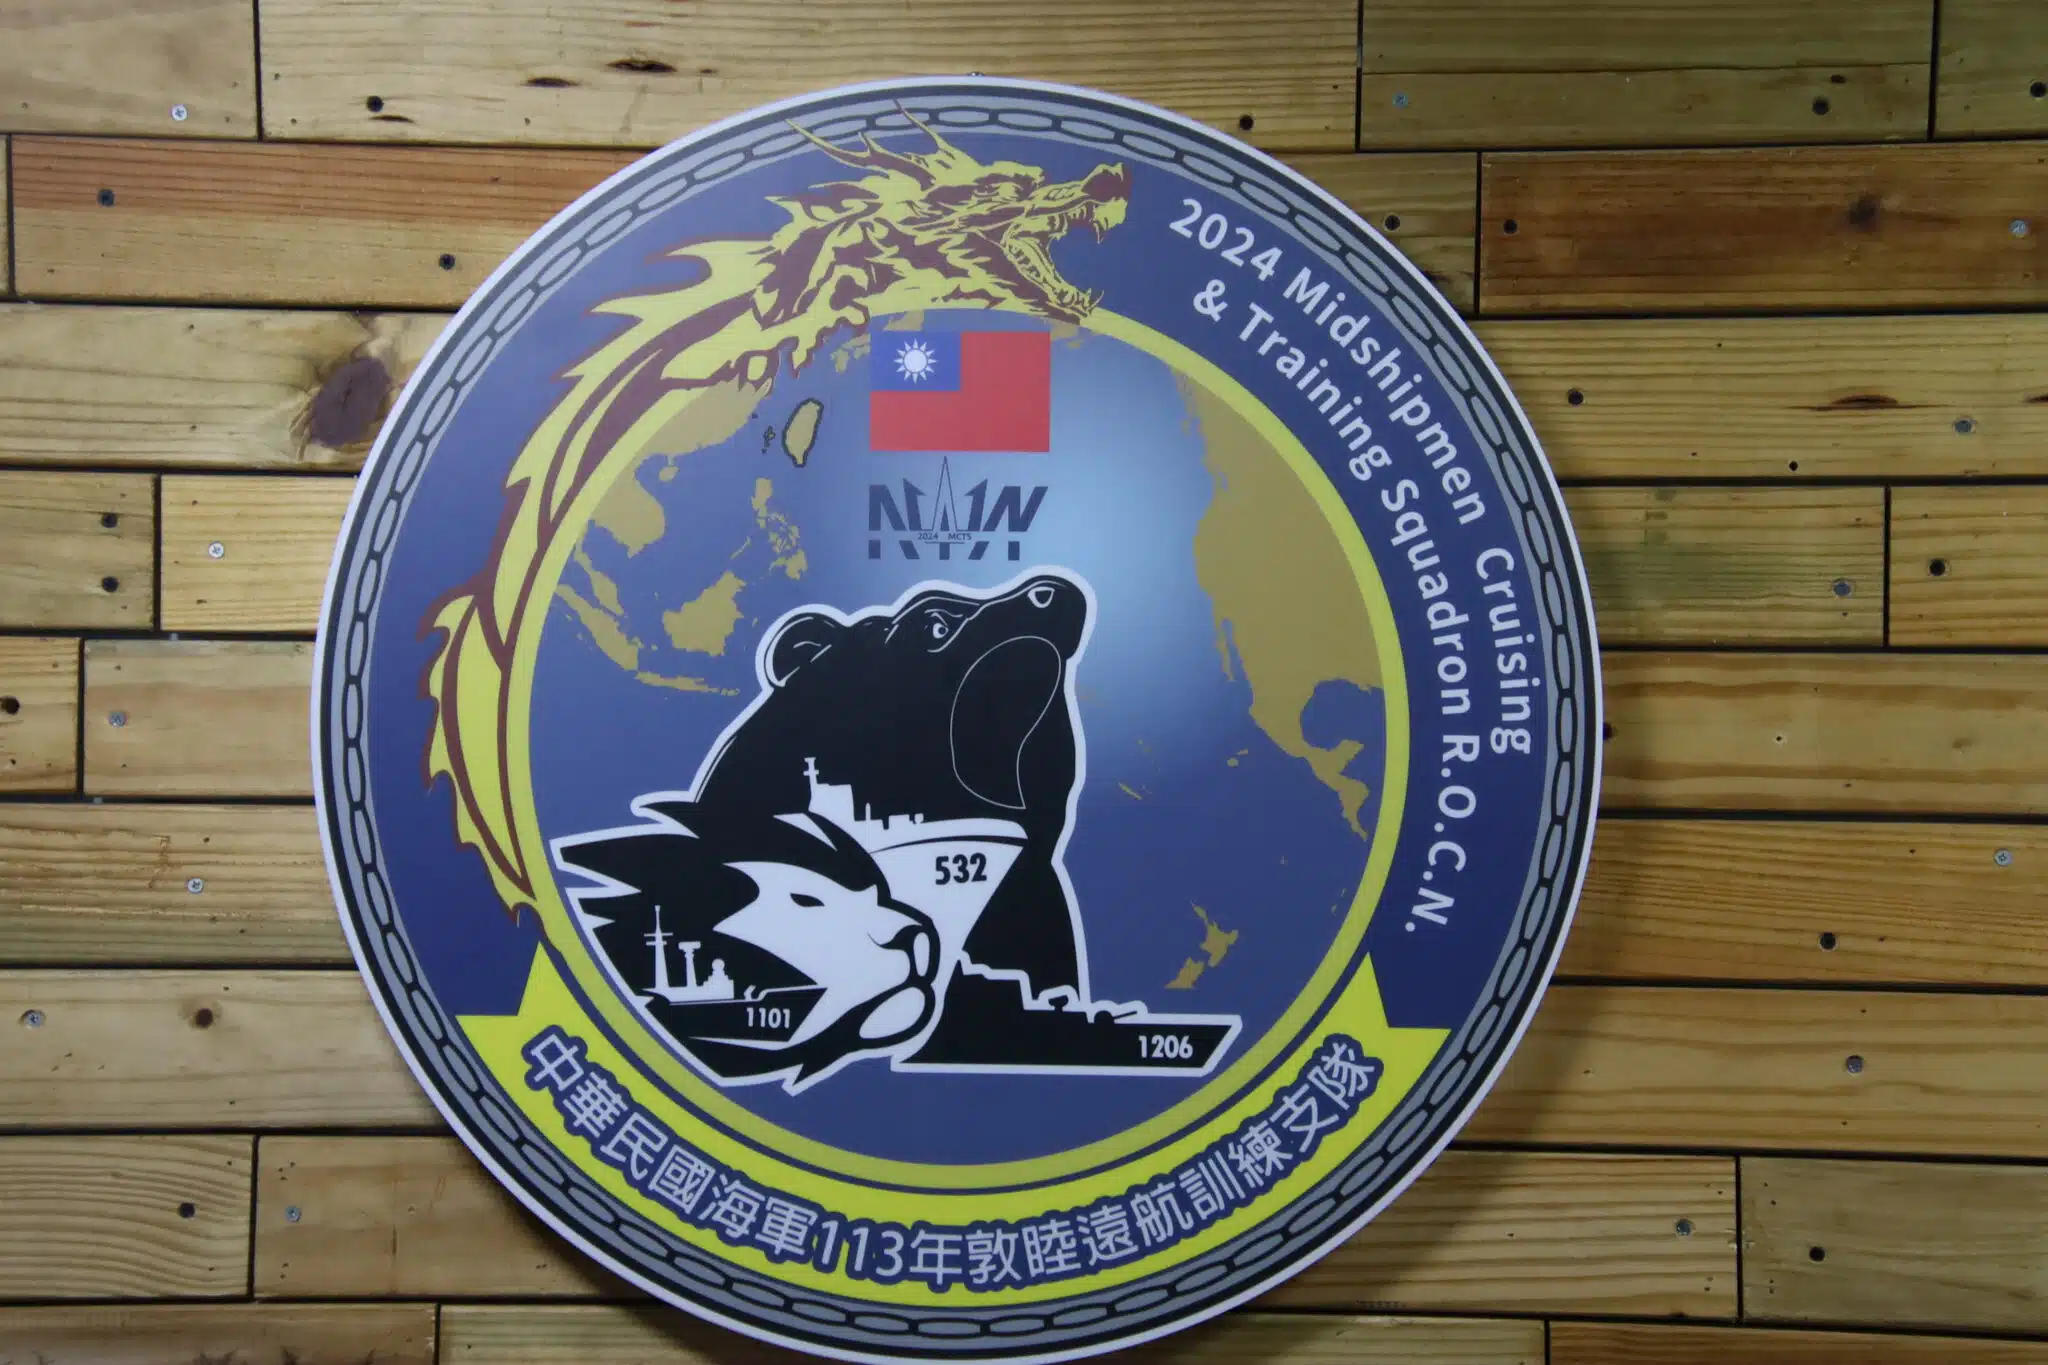 2024 Midshipmen Cruising
& Training Squadron R.O.C.N.
2024 MCTS
532
1101
1206
中華民國海軍113年敦睦遠航訓練支隊